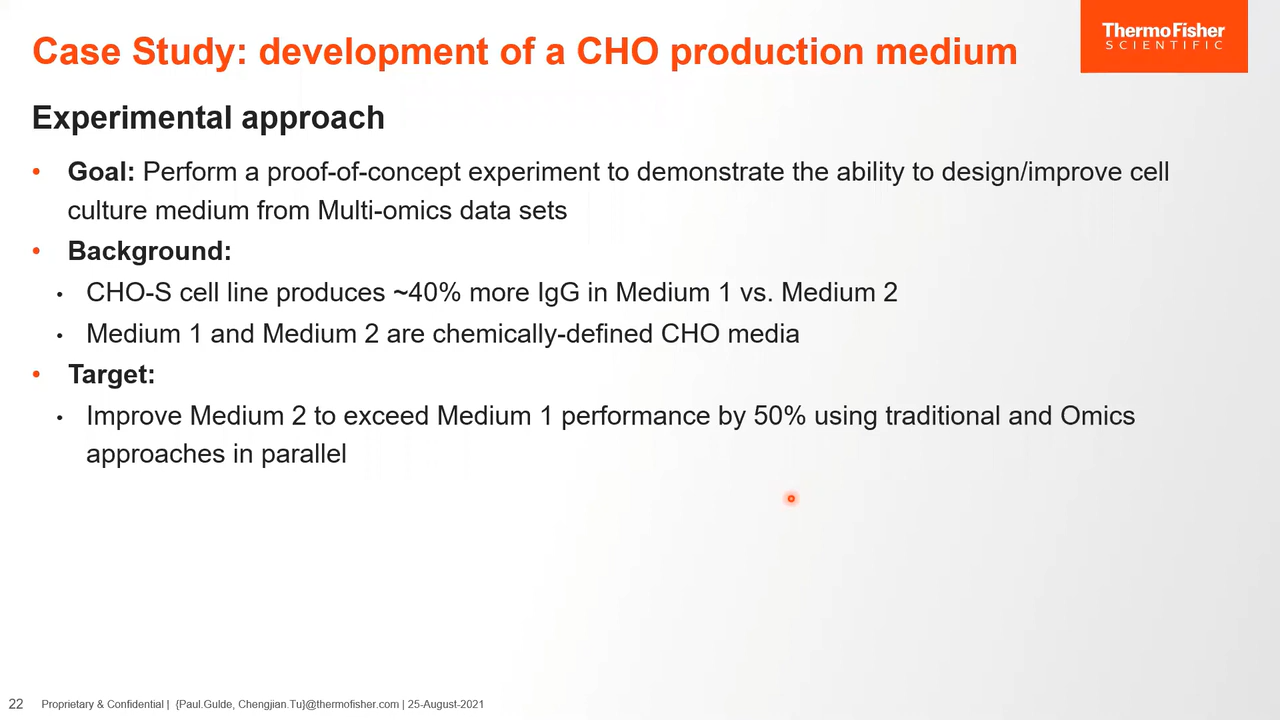 Case Study: development of a CHO production medium
ThermoFisher
SCIENTIFIC
Experimental approach
• Goal: Perform a proof-of-concept experiment to demonstrate the ability to design/improve cell
culture medium from Multi-omics data sets
• Background:
• CHO-S cell line produces ~40% more IgG in Medium 1 vs. Medium 2
• Medium 1 and Medium 2 are chemically-defined CHO media
• Target:
• Improve Medium 2 to exceed Medium 1 performance by 50% using traditional and Omics
approaches in parallel
22 Proprietary & Confidential | {Paul.Gulde, Chengjian.Tu}@thermofisher.com | 25-August-2021